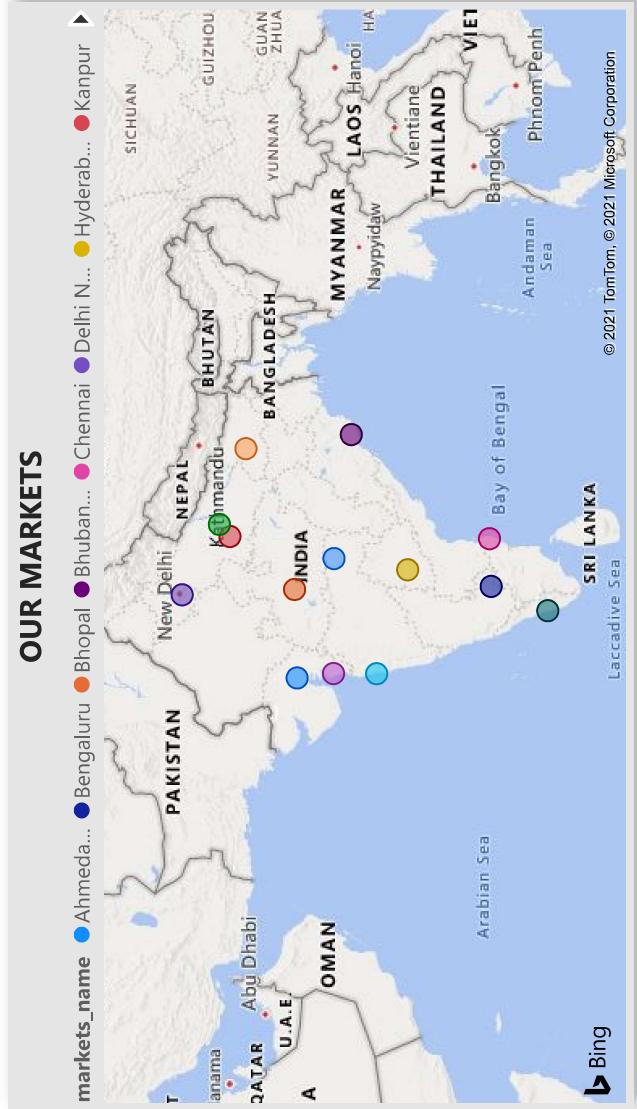 OUR MARKETS
markets_name Ahmeda... Bengaluru Bhopal Bhuban... Chennai Delhi N... Hyderab... Kanpur
SICHUAN
GUIZHOU
GUAN
ZHUA
YUNNAN
HA
Hanoi
LAOS
VIET
Vientiane
THAILAND
Phnom Penh
Bangkok
MYANMAR
Naypyidaw
BHUTAN
BANGLADESH
NEPAL
Kathmandu
New Delhi
INDIA
PAKISTAN
Abu Dhabi
OMAN
U.A.E.
QATAR
anama
T
A
Andaman
Sea
Bay of Bengal
SRI LANKA
Laccadive Sea
Arabian Sea
Bing
© 2021 TomTom, © 2021 Microsoft Corporation